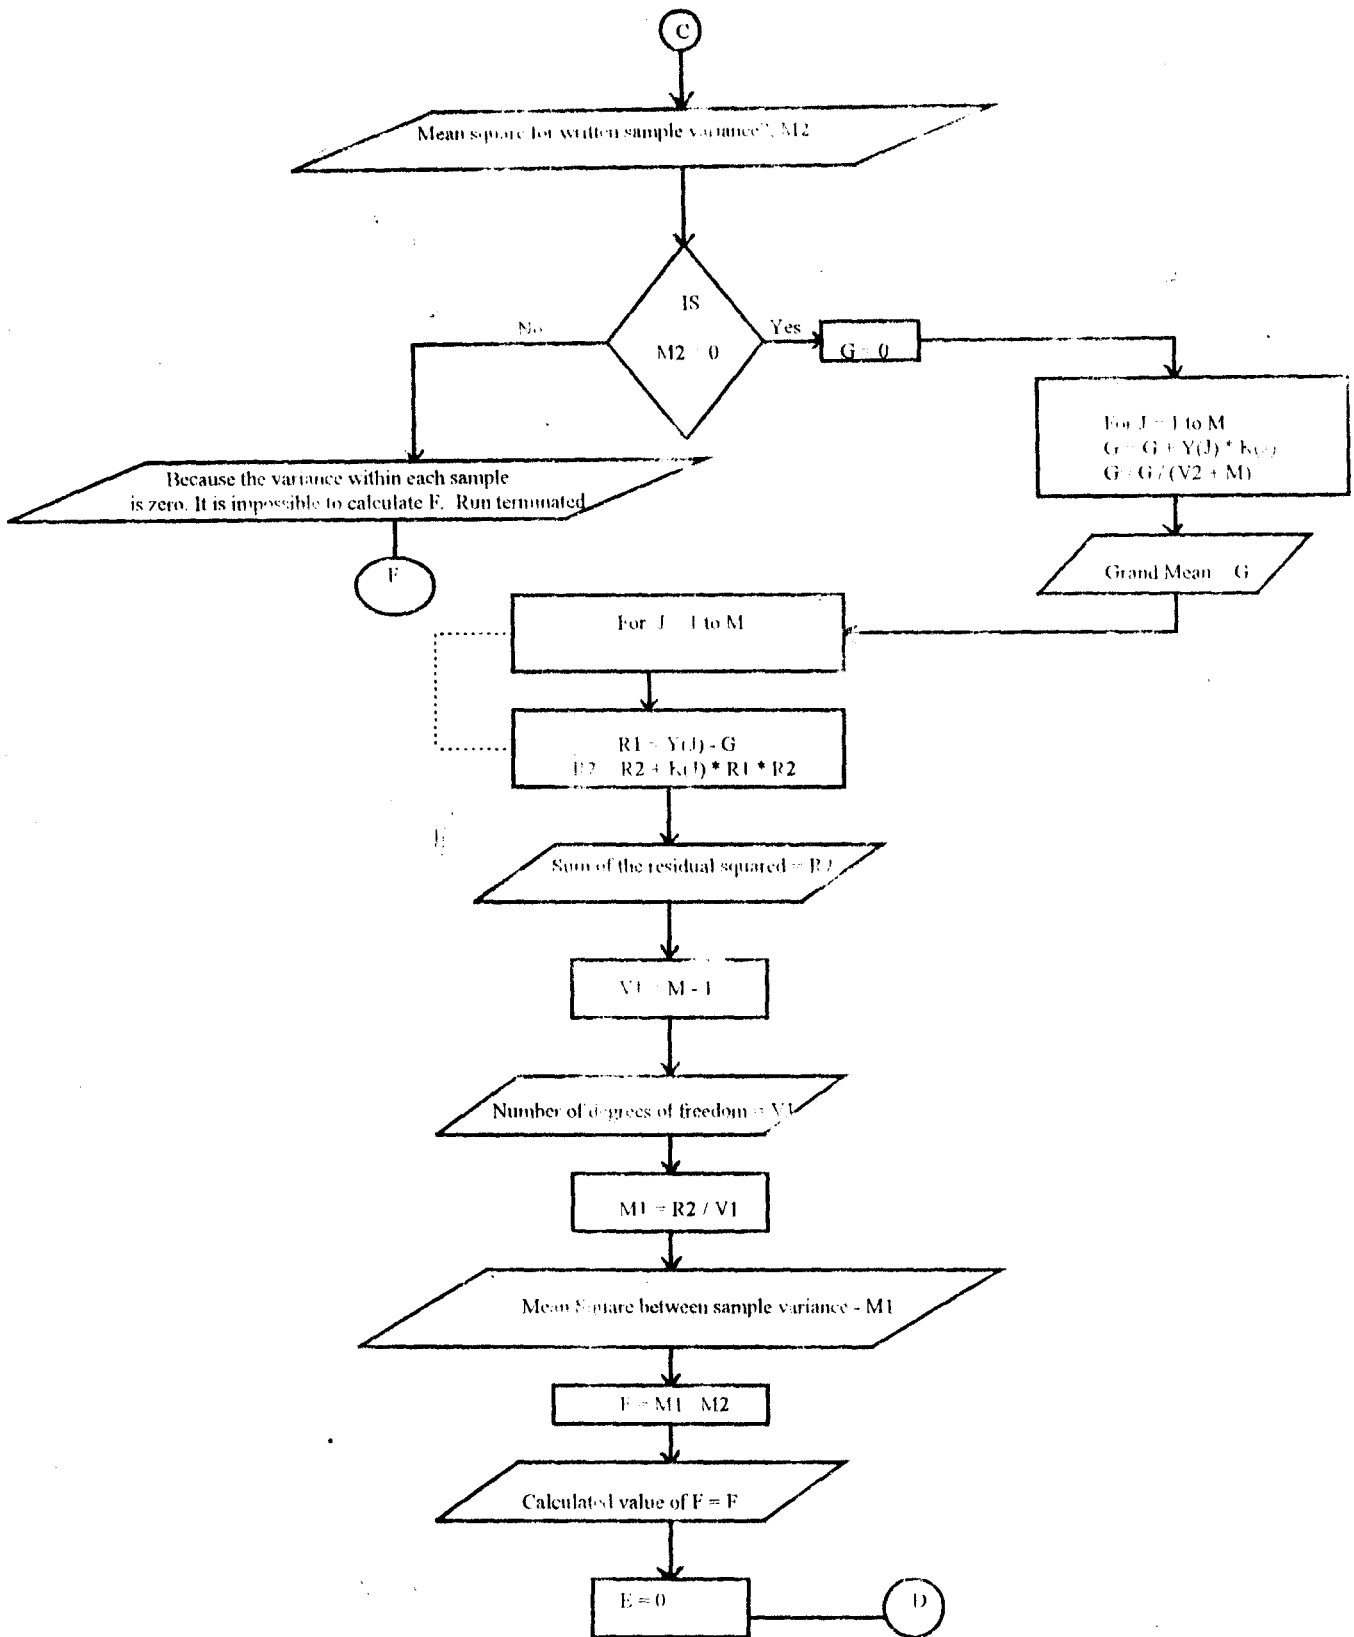 C
Mean square for written sample variance", M2
IS
M2 0
No
Yes
G = 0
For J = 1 to M
G = G + Y(J) * K(J)
G = G / (V2 + M)
Because the variance within each sample
is zero. It is impossible to calculate F. Run terminated
Grand Mean G
For J 1 to M
R1 = Y(J) - G
R2 + K(J) * R1 * R2
Sum of the residual squared = R2
V1 = M - 1
Number of degrees of freedom = V1
M1 = R2 / V1
Mean Square between sample variance - M1
F = M1 M2
Calculated value of F = F
E = 0
D